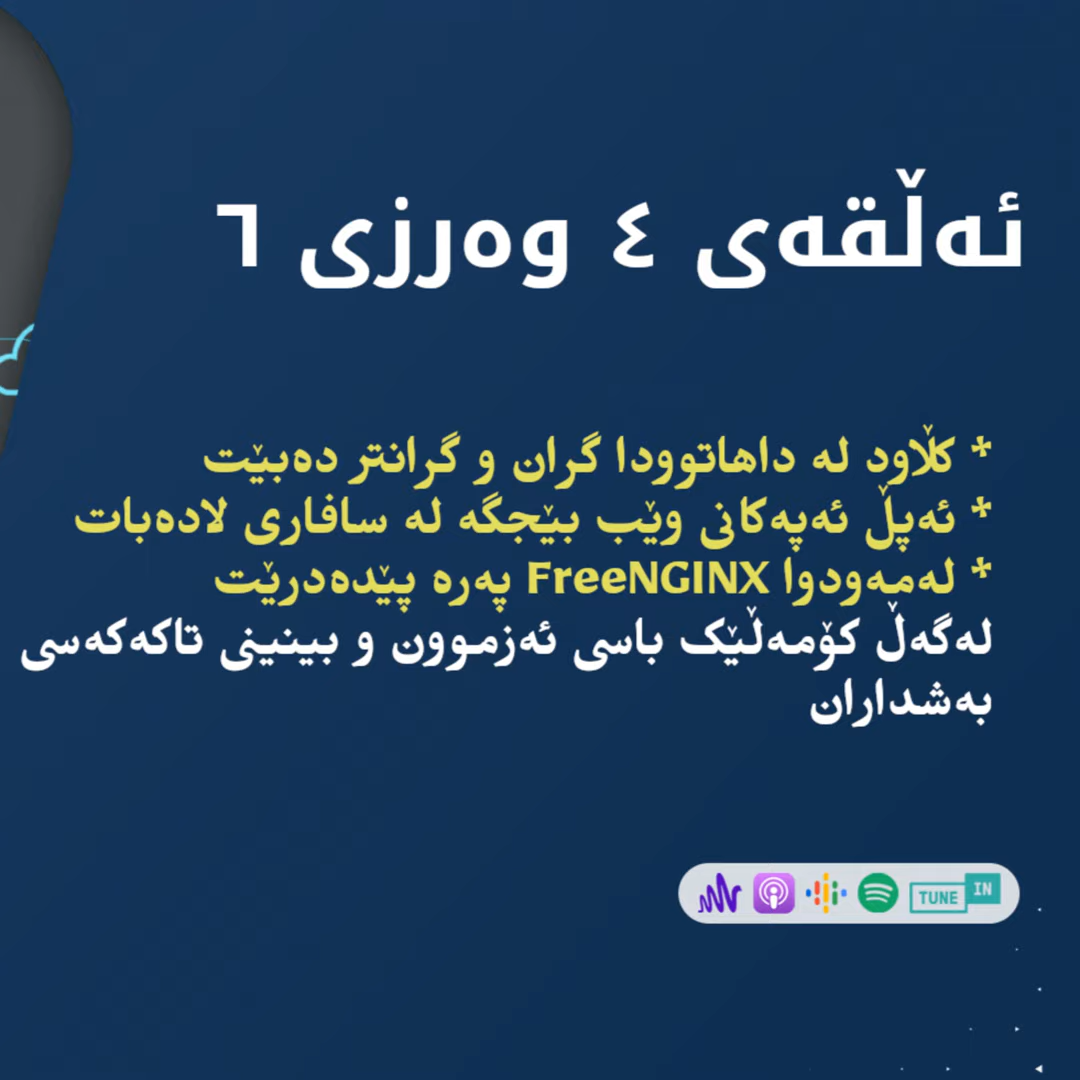 ئەڵقەی ٤ وەرزی ٦
* کڵاود لە داهاتوودا گران و گرانتر دەبێت
* ئەپڵ ئەپەکانی وێب بێجگە لە سافاری لادەبات
* لەمەودوا FreeNGINX پەرە پێدەدرێت
لەگەڵ کۆمەڵێک باسی ئەزموون و بینینی تاکەکەسی
بەشداران
TUNE IN